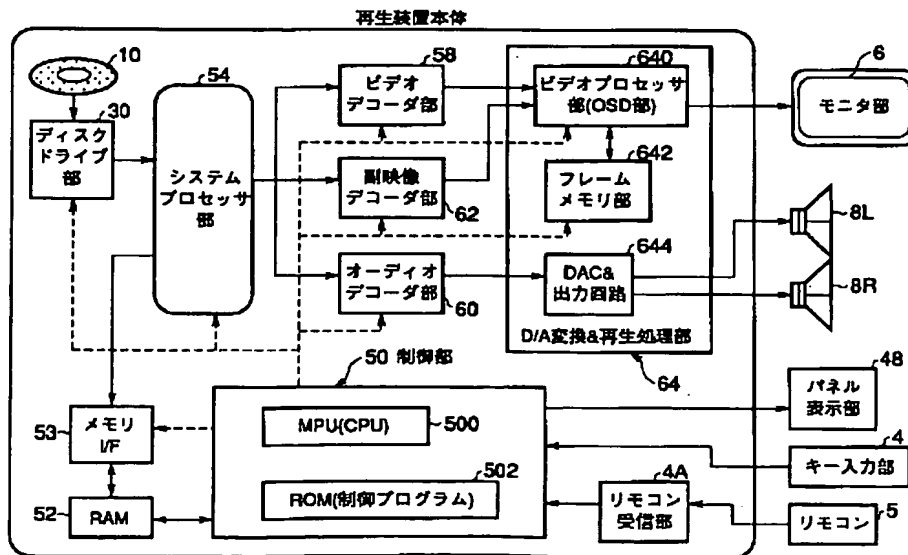 再生装置本体
10
54
58
640
6
ビデオ
デコーダ部
ビデオプロセッサ
部(OSD部)
モニタ部
30
ディスク
ドライブ
部
システム
プロセッサ
部
副映像
デコーダ部
62
642
フレーム
メモリ部
8L
オーディオ
デコーダ部
60
644
DAC&
出力回路
8R
D/A変換&再生処理部
64
50 制御部
48
パネル
表示部
53
メモリ
I/F
MPU(CPU)
500
4
キー入力部
502
ROM(制御プログラム)
4A
リモコン
受信部
52
RAM
リモコン
5